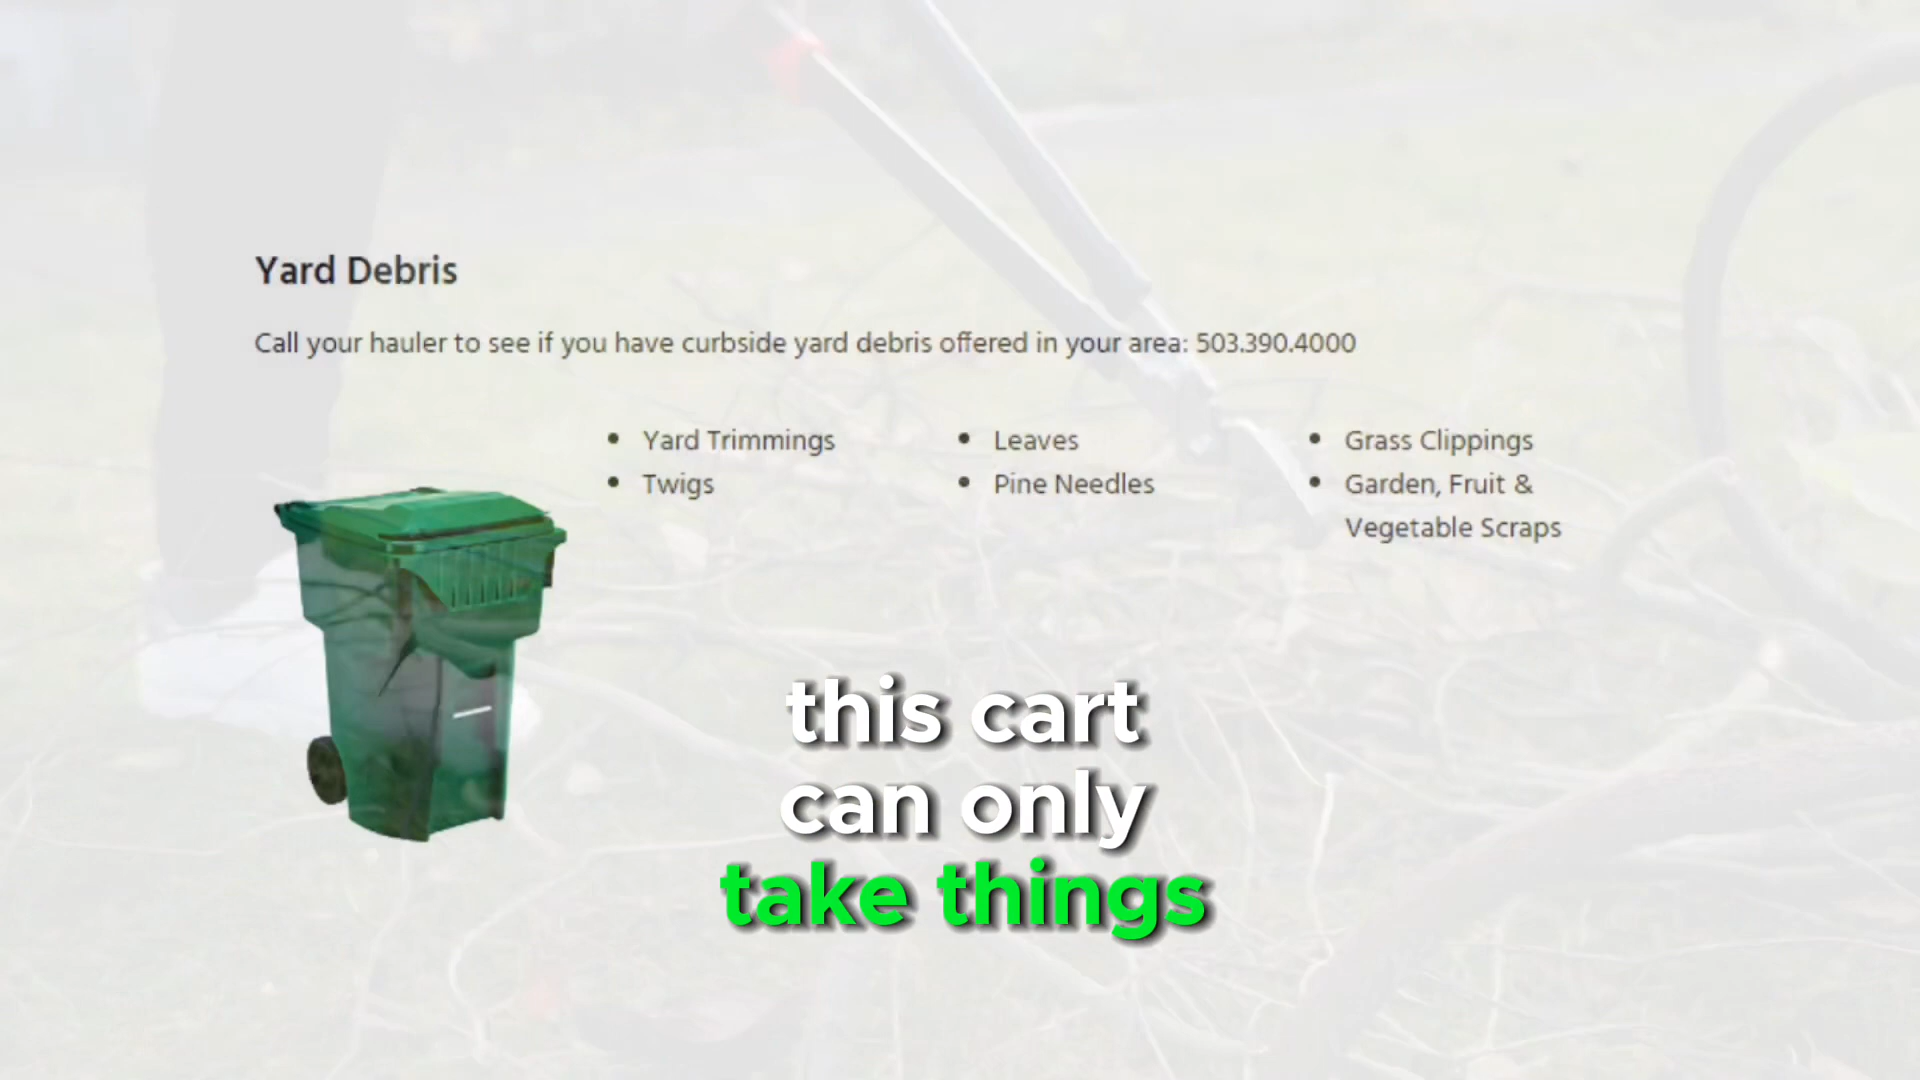 Yard Debris
Call your hauler to see if you have curbside yard debris offered in your area: 503.390.4000
• Yard Trimmings
• Twigs
• Leaves
• Pine Needles
• Grass Clippings
• Garden, Fruit &
Vegetable Scraps
this cart
can only
take things